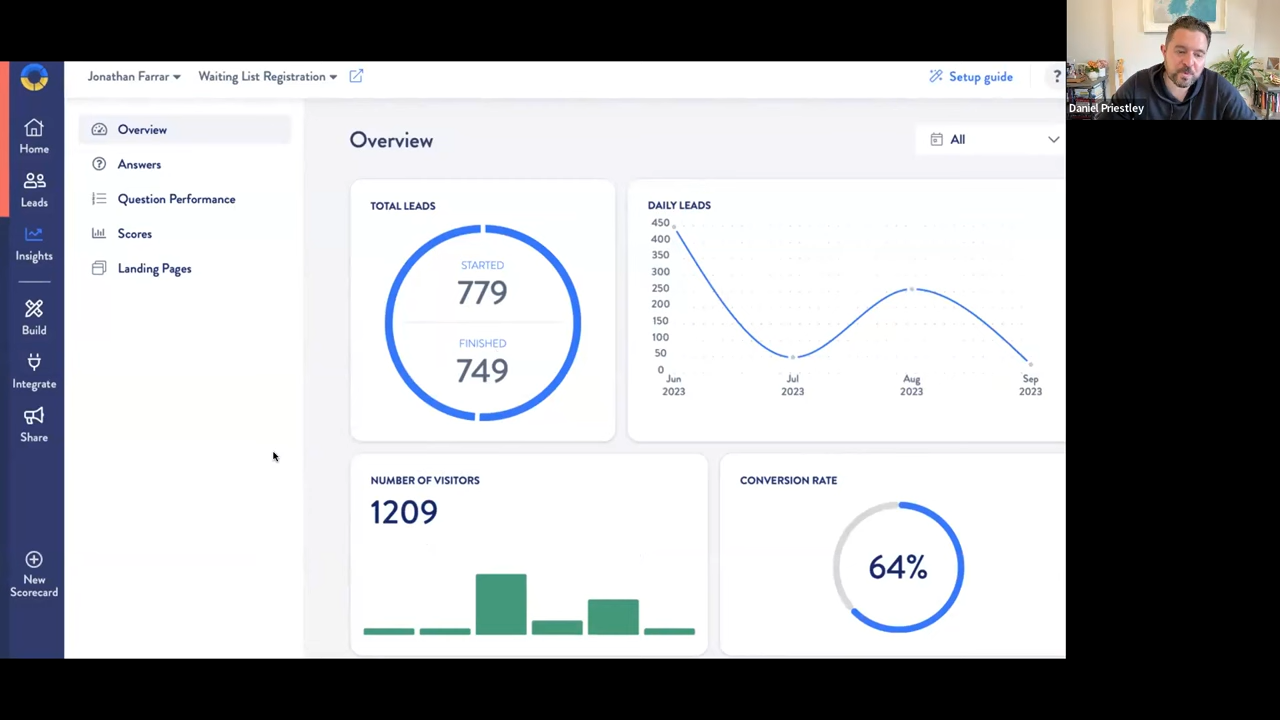 Daniel Priestley
Jonathan Farrar
Waiting List Registration
Setup guide
?
Home
Leads
Insights
Build
Integrate
Share
New
Scorecard
Overview
Answers
Question Performance
Scores
Landing Pages
Overview
All
TOTAL LEADS
STARTED
779
FINISHED
749
DAILY LEADS
450
400
350
300
250
200
150
100
50
0
Jun
2023
Jul
2023
Aug
2023
Sep
2023
NUMBER OF VISITORS
1209
CONVERSION RATE
64%